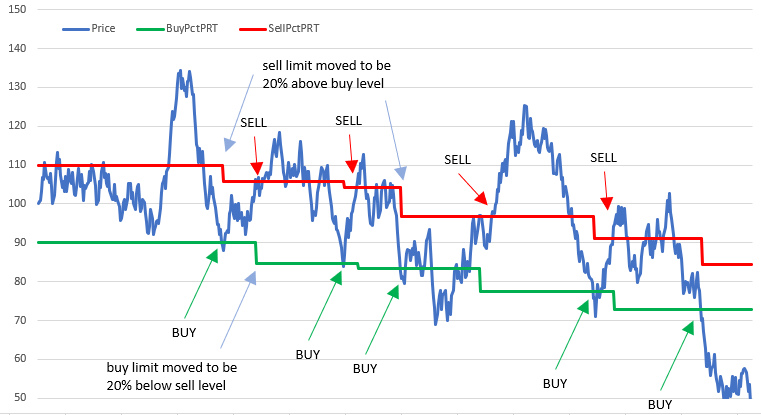 150
Price
BuyPctPRT
SellPctPRT
140
sell limit moved to be
20% above buy level
130
120
SELL
SELL
110
SELL
SELL
100
90
80
70
BUY
BUY
60
buy limit moved to be
20% below sell level
BUY
BUY
BUY
50